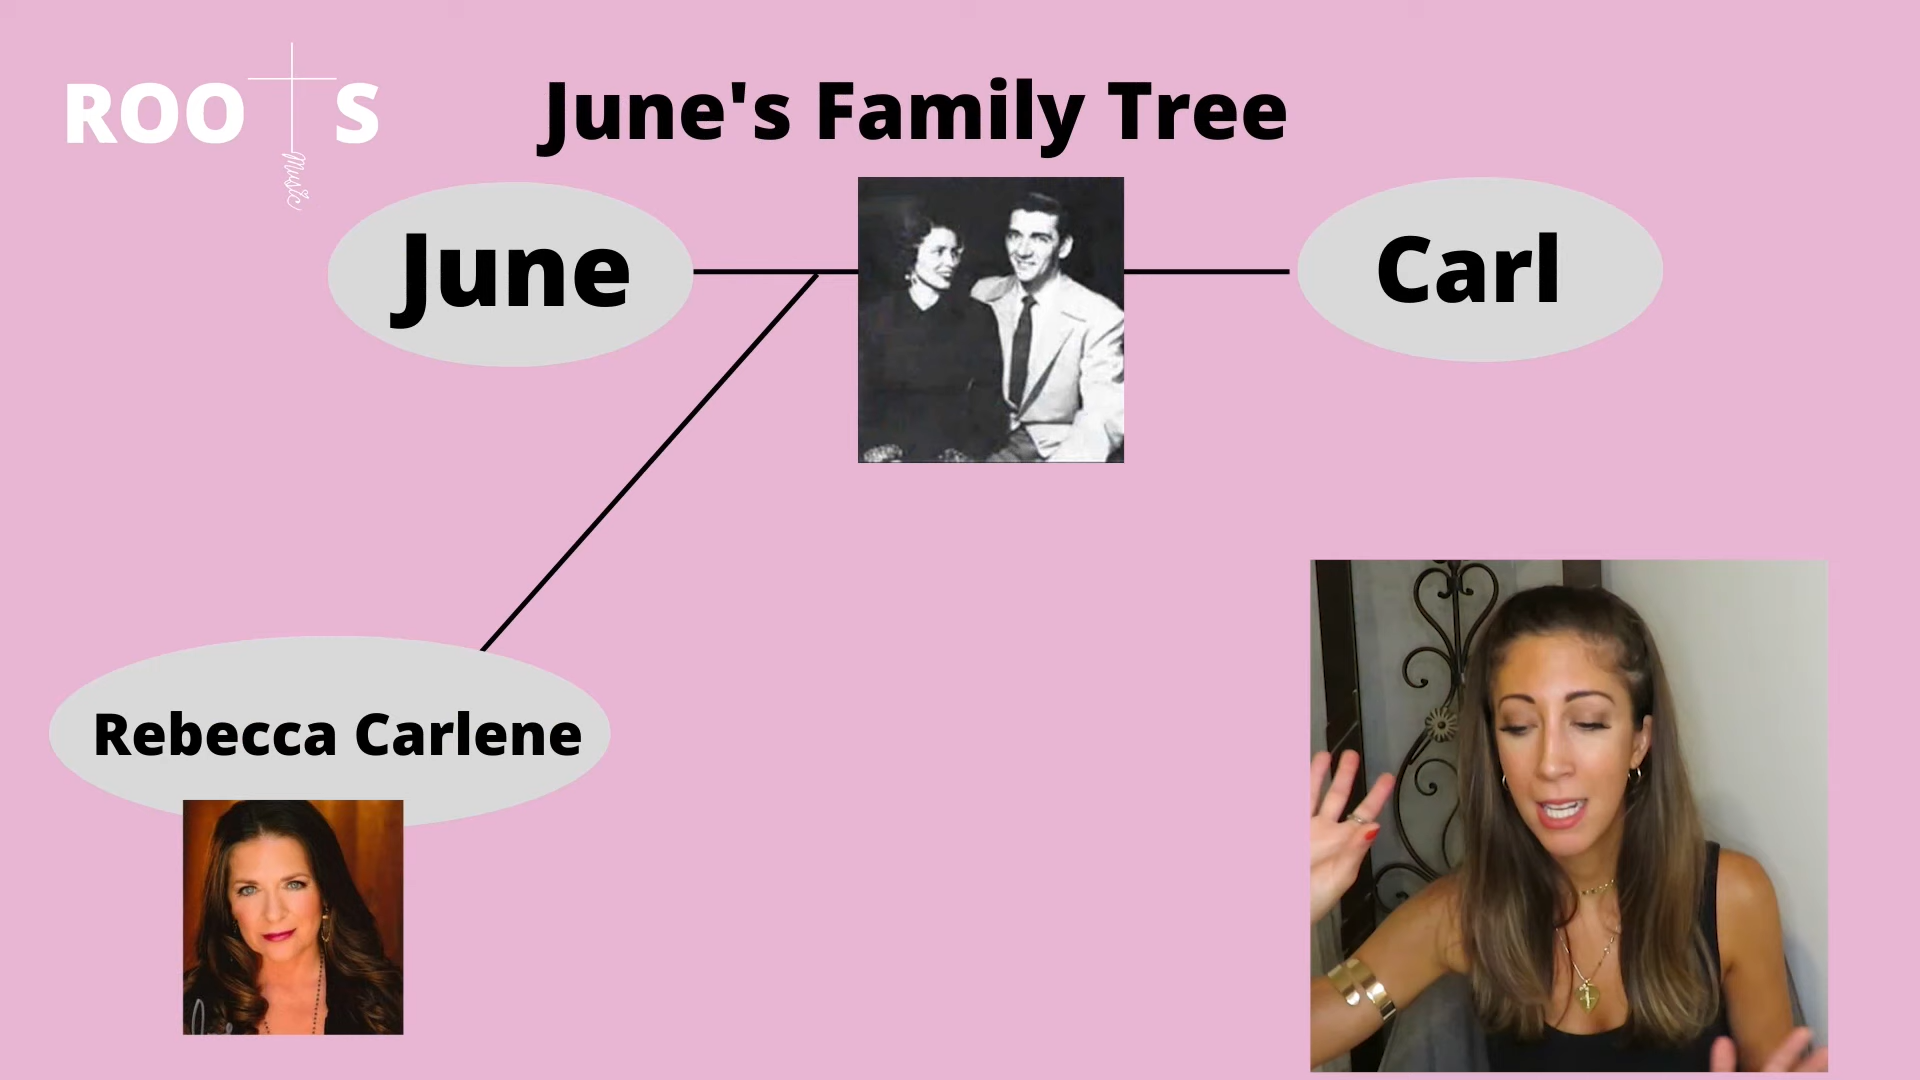 ROOTS
Music
June's Family Tree
June
Carl
Rebecca Carlene